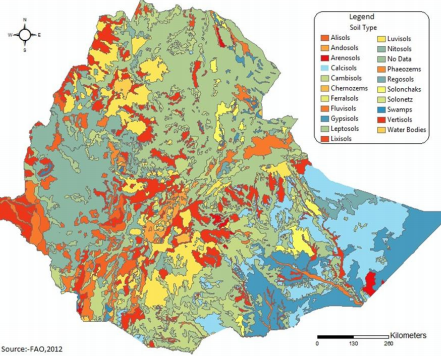 N
W
E
S
Legend
Soil Type
Alisols
Andosols
Arenosols
Calcisols
Cambisols
Chernozems
Ferralsols
Fluvisols
Gypisols
Leptosols
Lixisols
Luvisols
Nitosols
No Data
Phaeozems
Regosols
Solonchaks
Solonetz
Swamps
Vertisols
Water Bodies
Kilometers
0 130 260
Source:-FAO,2012